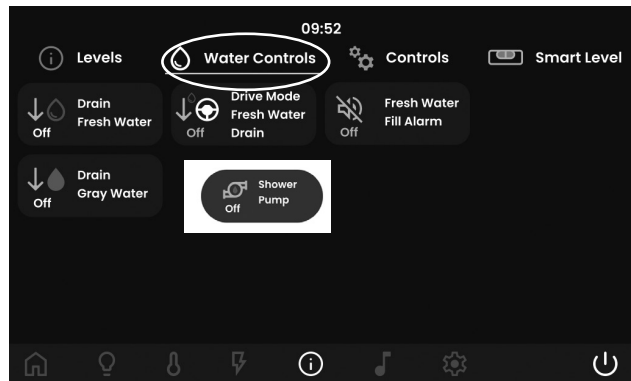 09:52
Levels
Water Controls
Controls
Smart Level
Drain
Fresh Water
Off
Drive Mode
Fresh Water
Drain
Off
Fresh Water
Fill Alarm
Off
Drain
Gray Water
Off
Shower
Pump
Off